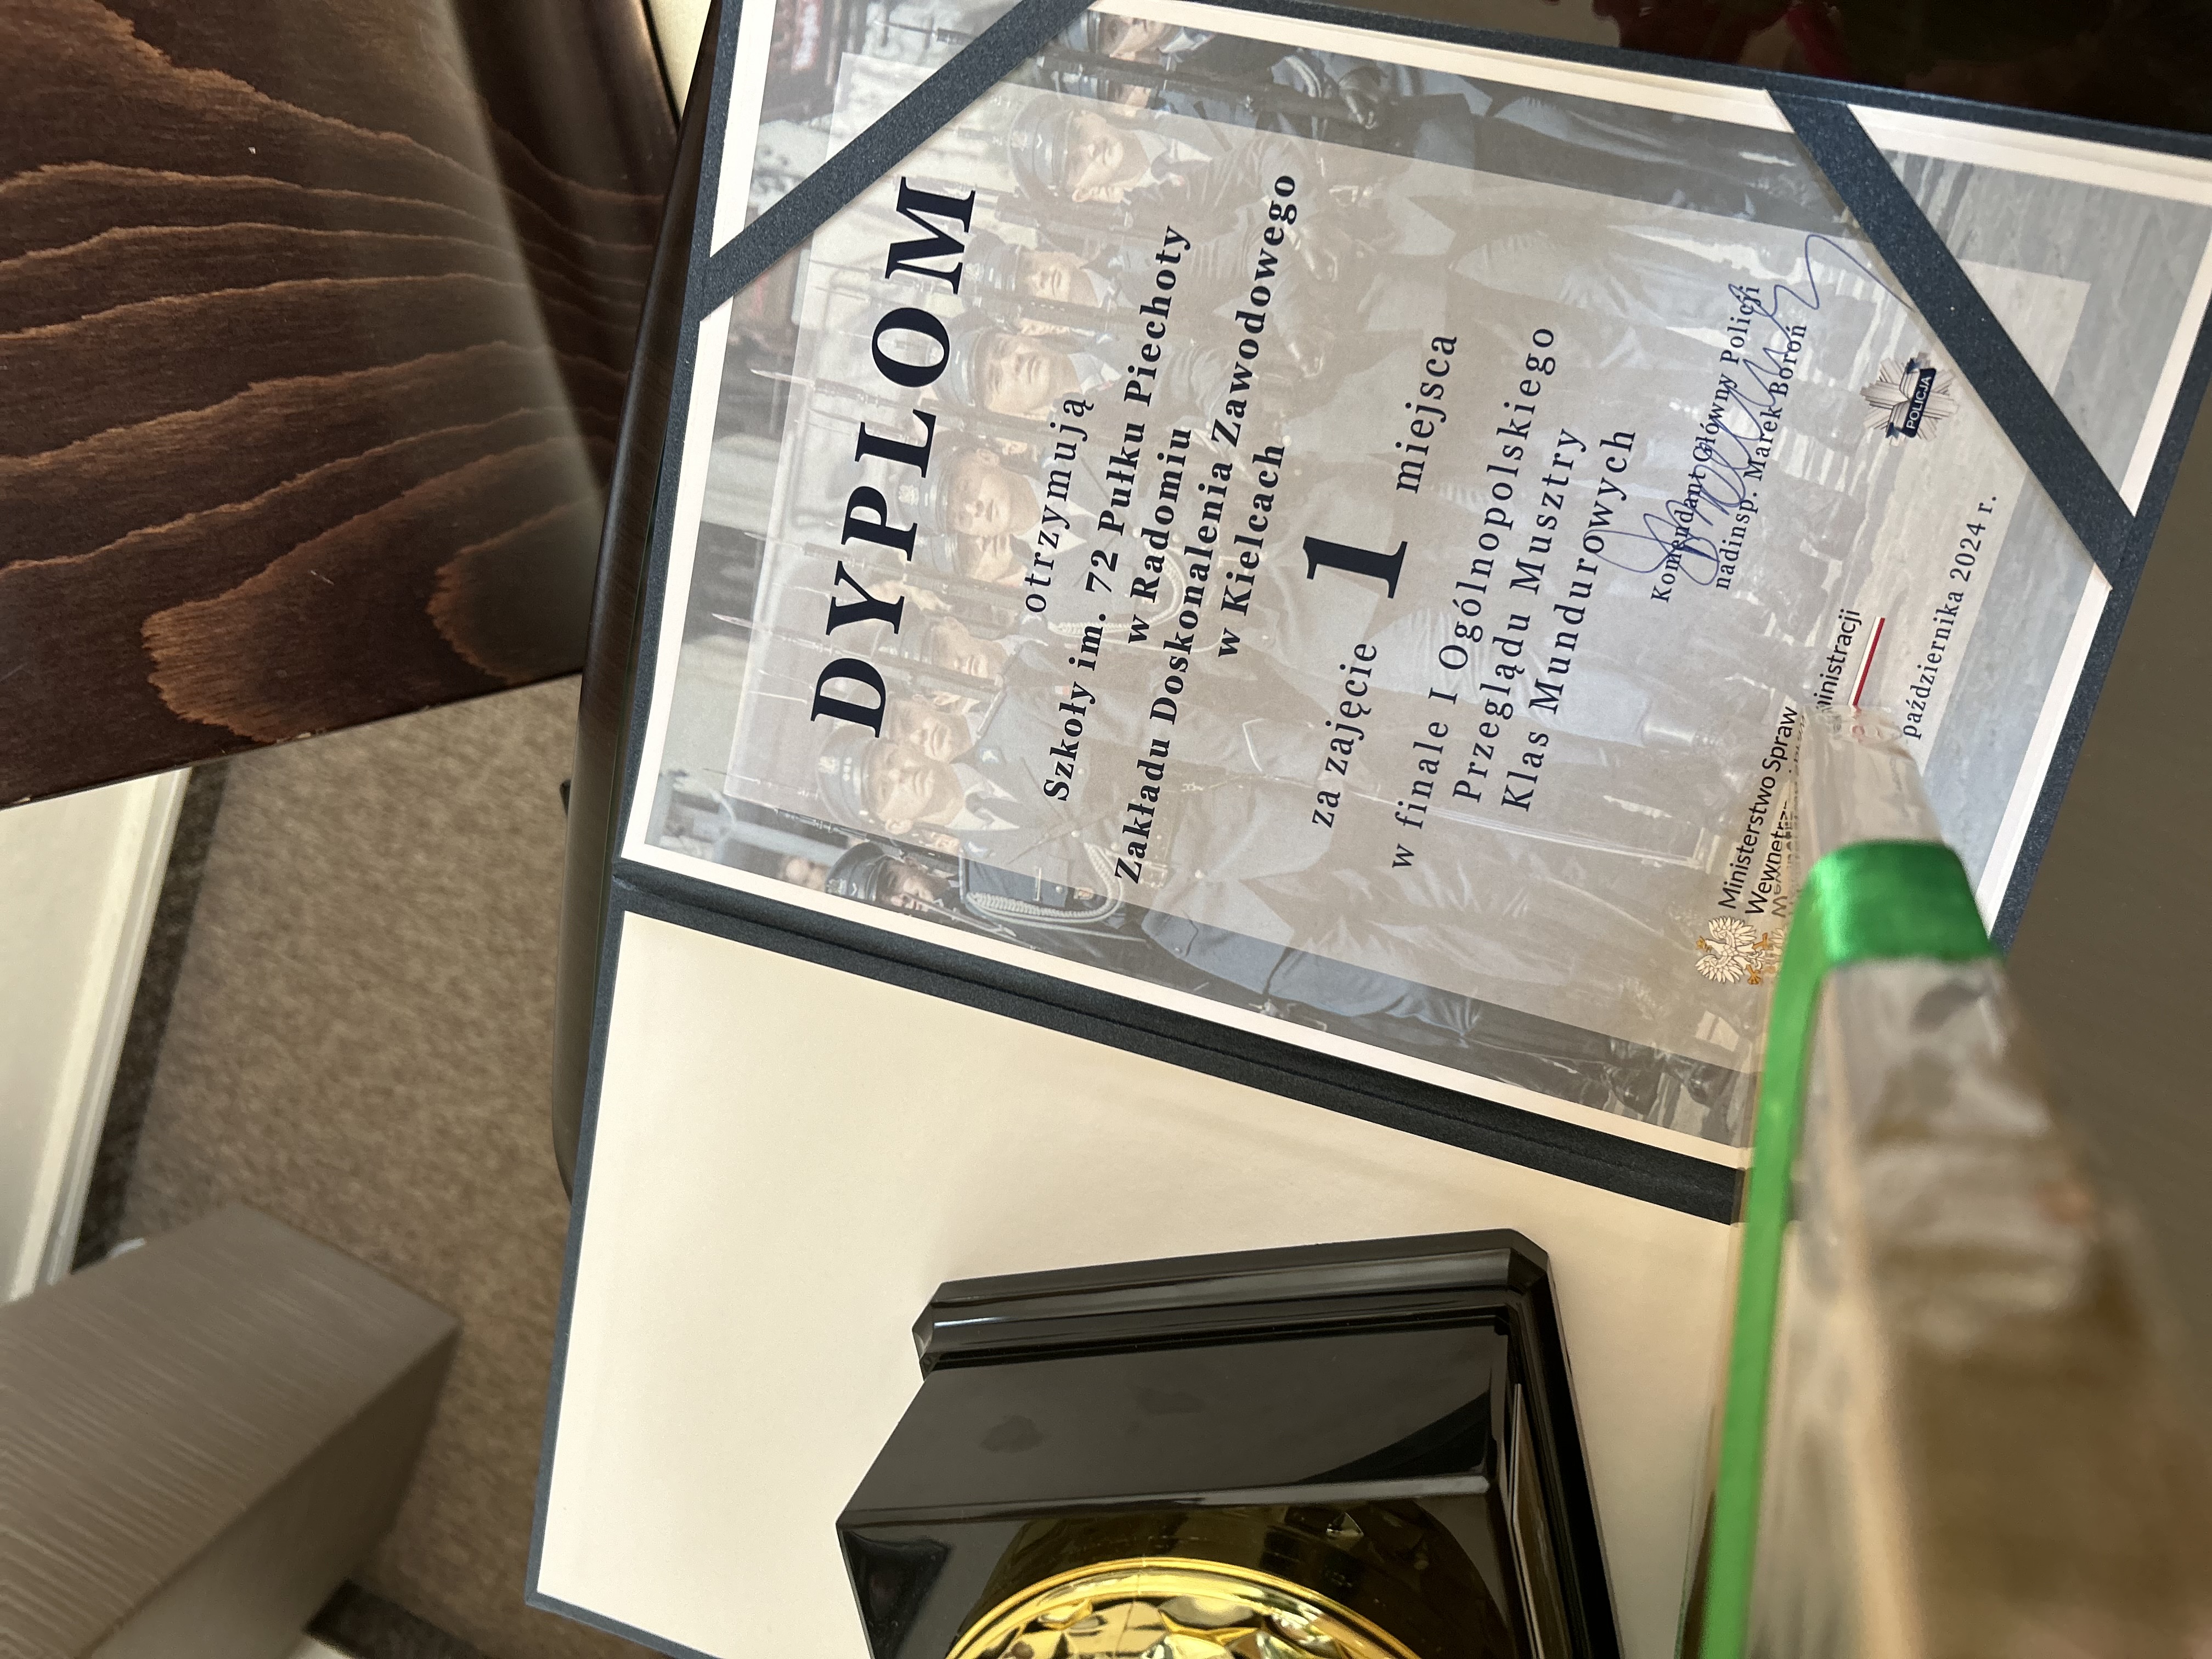 DYPLOM
otrzymują
Szkoły im. 72 Pułku Piechoty
w Radomiu
Zakładu Doskonalenia Zawodowego
w Kielcach
za zajęcie 1 miejsca
w finale I Ogólnopolskiego
Przeglądu Musztry
Klas Mundurowych
Komendant Główny Policji
nadinsp. Marek Boroń
Ministerstwo Spraw
POLICJA
października 2024 r.